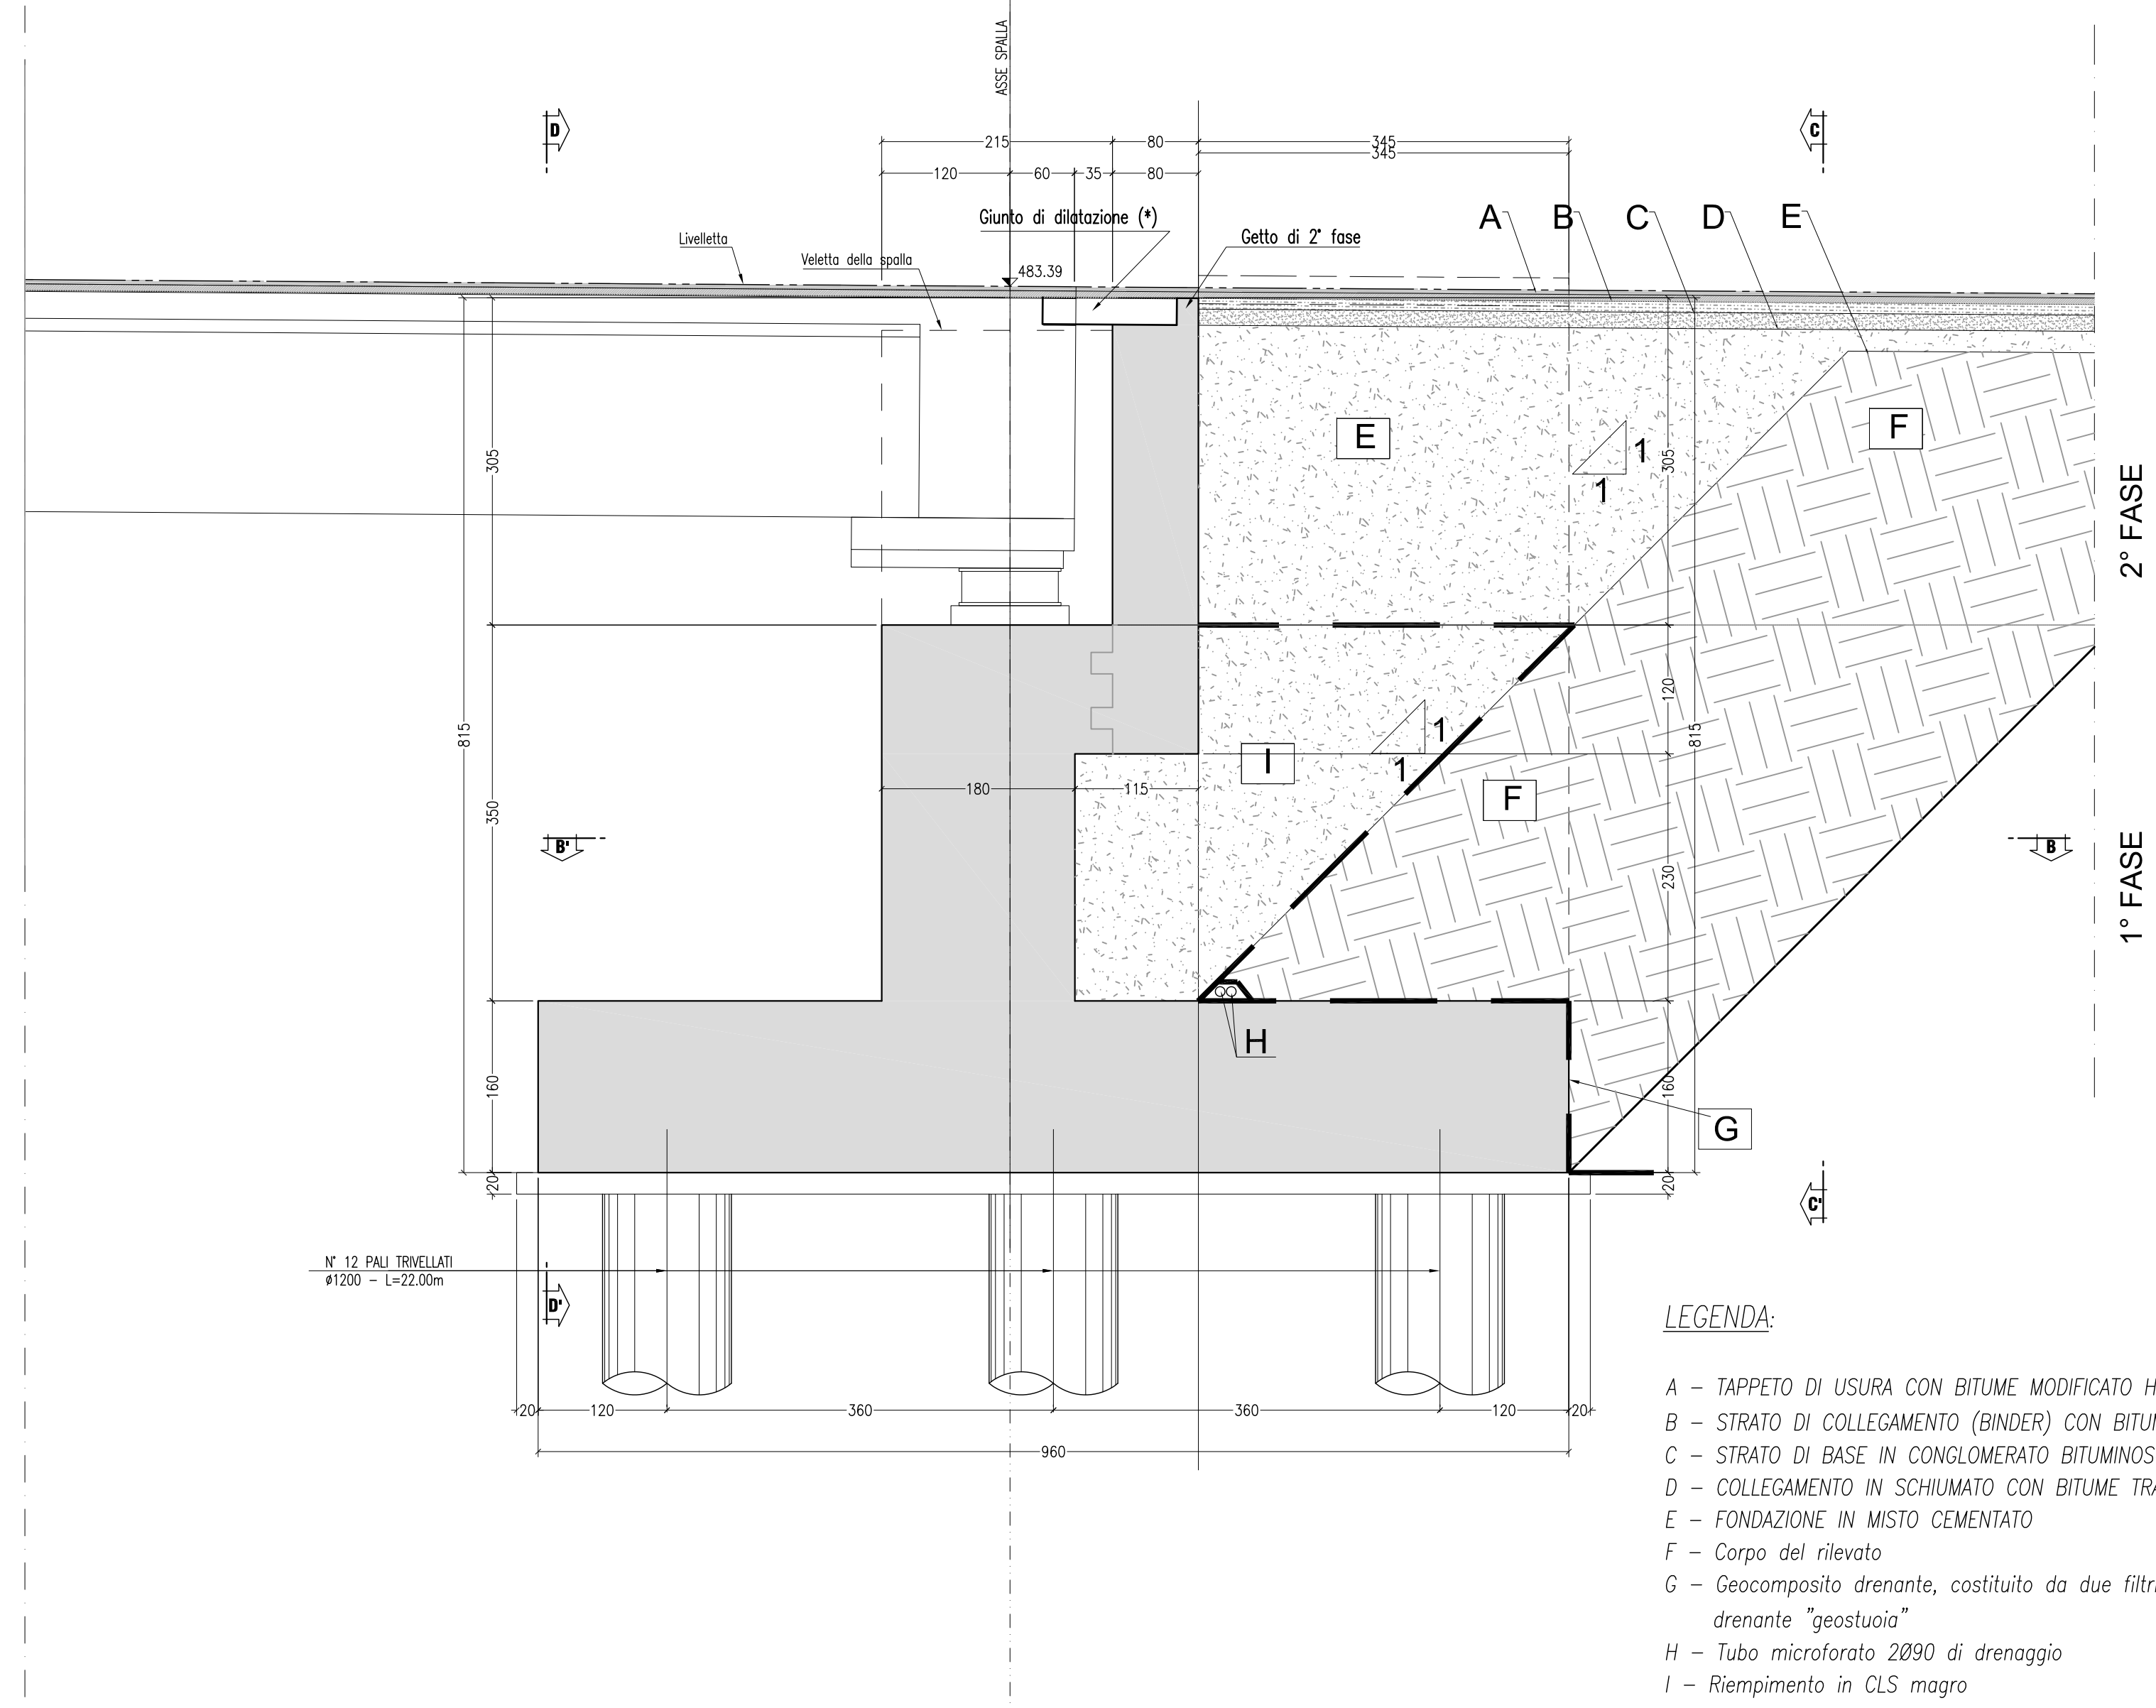 ASSE SPALLA
D
C
215
80
345
345
120
60
35
80
Giunto di dilatazione (*)
A
B
C
D
E
Livelletta
Getto di 2° fase
Veletta della spalla
483.39
E
F
1
1
305
305
2° FASE
120
1
1
I
F
815
815
180
115
350
B'
B
230
1° FASE
H
160
160
G
20
20
C'
N° 12 PALI TRIVELLATI
ø1200 – L=22.00m
D'
20
120
360
360
120
20
960
LEGENDA:
A – TAPPETO DI USURA CON BITUME MODIFICATO H
B – STRATO DI COLLEGAMENTO (BINDER) CON BITU
C – STRATO DI BASE IN CONGLOMERATO BITUMINOS
D – COLLEGAMENTO IN SCHIUMATO CON BITUME TRA
E – FONDAZIONE IN MISTO CEMENTATO
F – Corpo del rilevato
G – Geocomposito drenante, costituito da due filtri
drenante "geostuoia"
H – Tubo microforato 2Ø90 di drenaggio
I – Riempimento in CLS magro